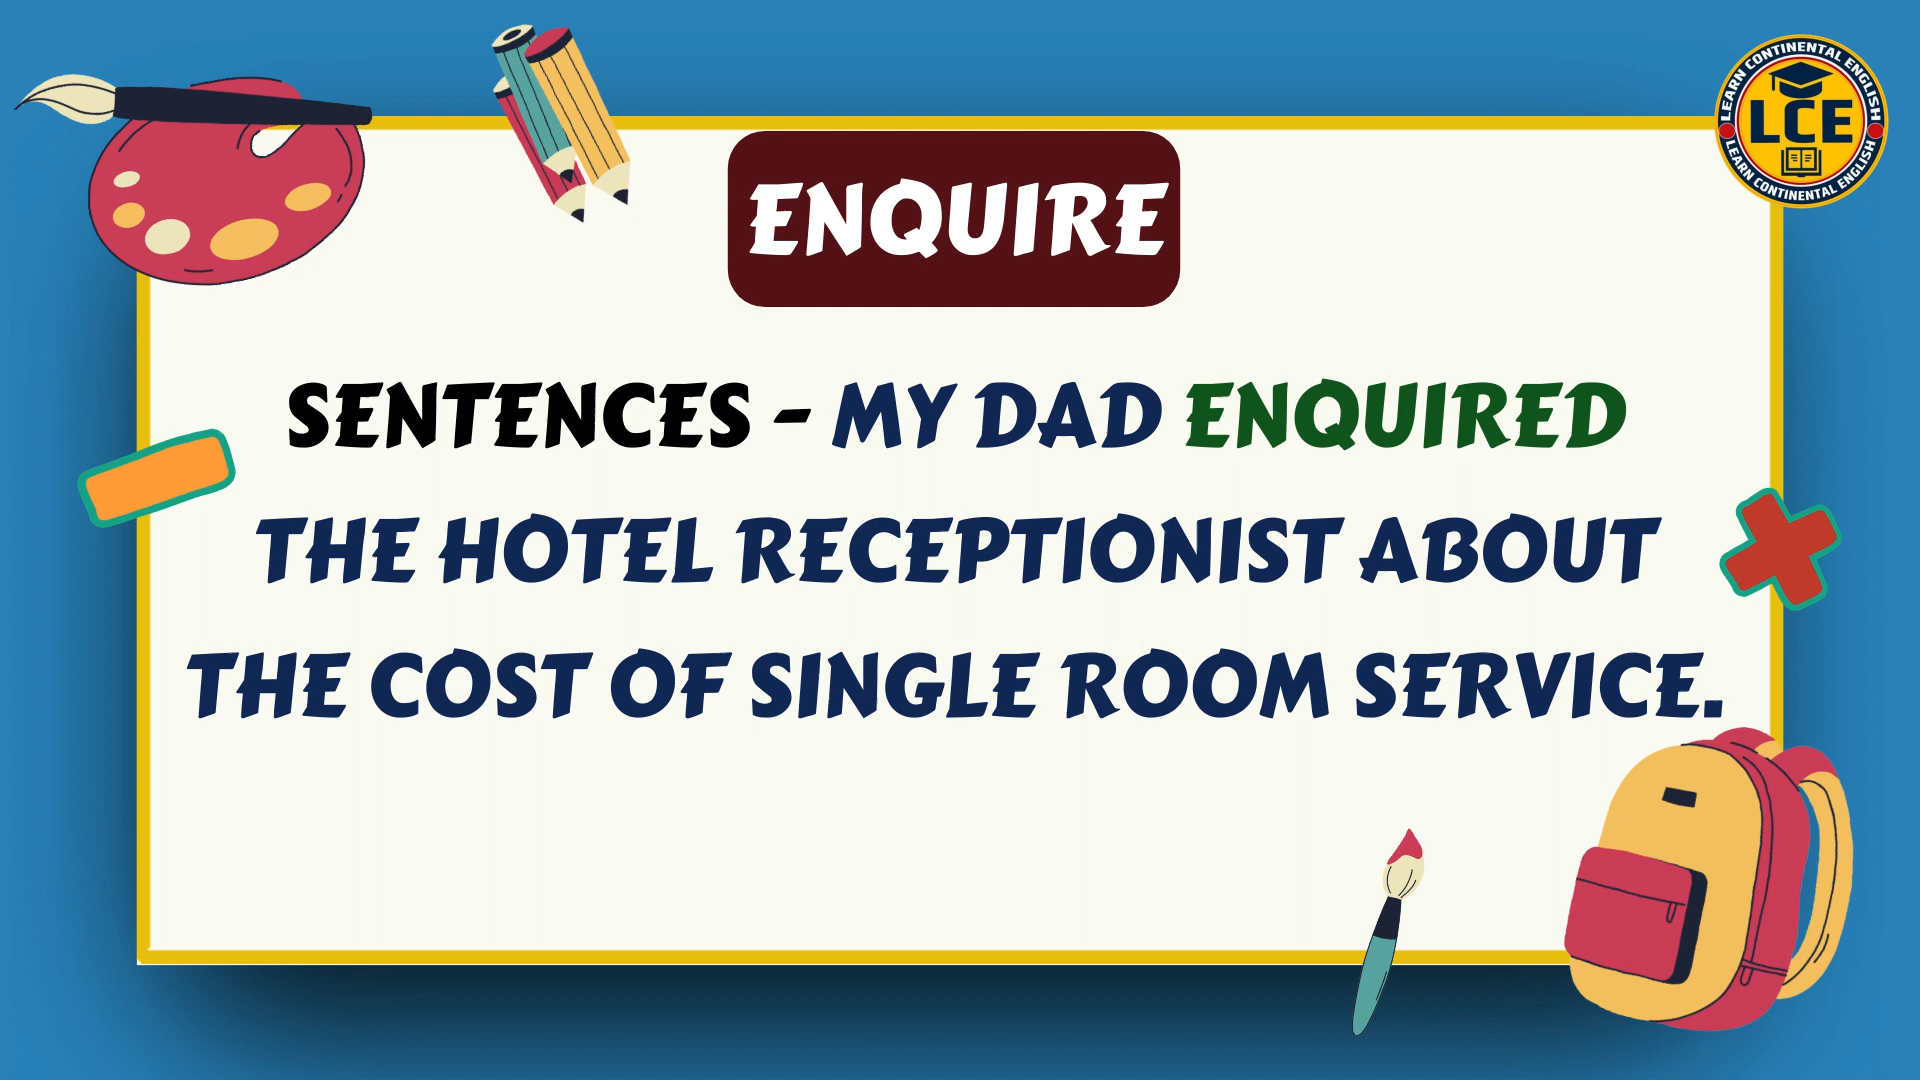 LEARN CONTINENTAL ENGLISH
LCE
LEARN CONTINENTAL ENGLISH
ENQUIRE
SENTENCES - MY DAD ENQUIRED
THE HOTEL RECEPTIONIST ABOUT
THE COST OF SINGLE ROOM SERVICE.